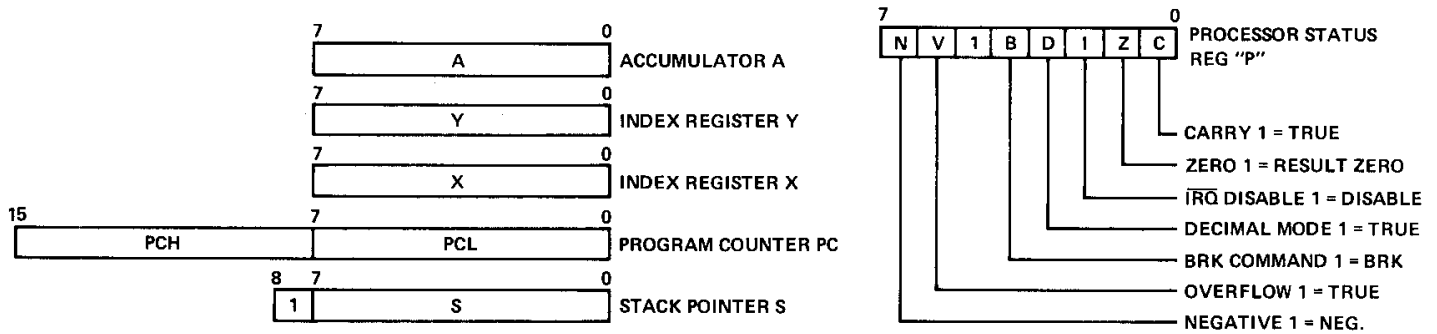 7 0
A ACCUMULATOR A
7 0
Y INDEX REGISTER Y
7 0
X INDEX REGISTER X
15 7 0
PCH PCL PROGRAM COUNTER PC
8 7 0
1 S STACK POINTER S
7 0
N V 1 B D I Z C PROCESSOR STATUS
REG "P"
CARRY 1 = TRUE
ZERO 1 = RESULT ZERO
IRQ DISABLE 1 = DISABLE
DECIMAL MODE 1 = TRUE
BRK COMMAND 1 = BRK
OVERFLOW 1 = TRUE
NEGATIVE 1 = NEG.